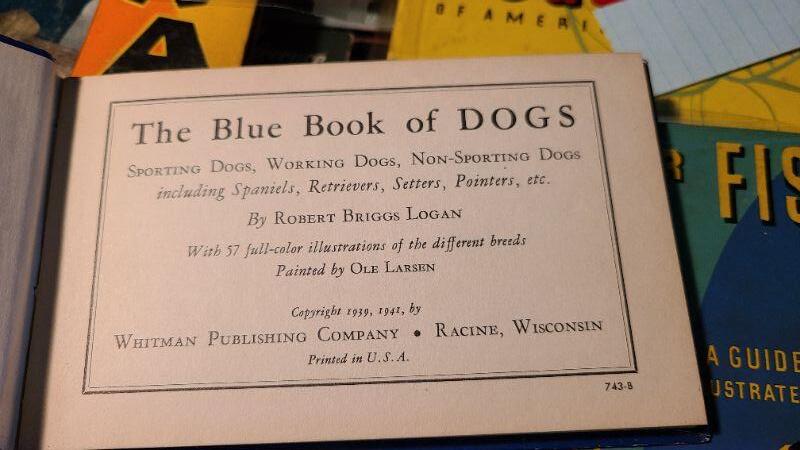 OF AMERI
The Blue Book of DOGS
SPORTING DOGS, WORKING DOGS, NON-SPORTING DOGS
including Spaniels, Retrievers, Setters, Pointers, etc.
By ROBERT BRIGGS LOGAN
With 57 full-color illustrations of the different breeds
Painted by OLE LARSEN
Copyright 1939, 1941, by
WHITMAN PUBLISHING COMPANY • RACINE, WISCONSIN
Printed in U.S.A.
743-B
R FIS
A GUIDE
USTRATE